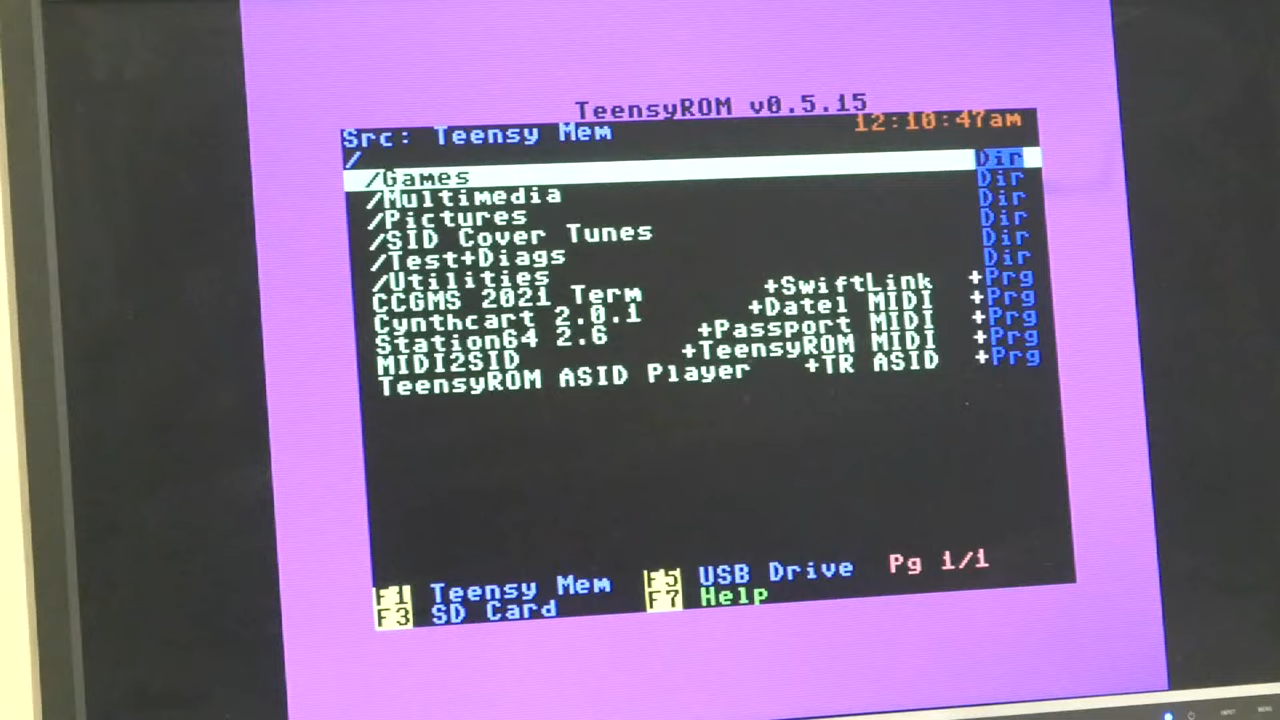 TeensyROM v0.5.15
Src: Teensy Mem 12:10:47am
/
/Games Dir
/Multimedia Dir
/Pictures Dir
/SID Cover Tunes Dir
/Test+Diags Dir
/Utilities Dir
CCGMS 2021 Term +SwiftLink +Prg
Cynthcart 2.0.1 +Datel MIDI +Prg
Station64 2.6 +Passport MIDI +Prg
MIDI2SID +TeensyROM MIDI +Prg
TeensyROM ASID Player +TR ASID +Prg
F1 Teensy Mem F5 USB Drive Pg 1/1
F3 SD Card F7 Help